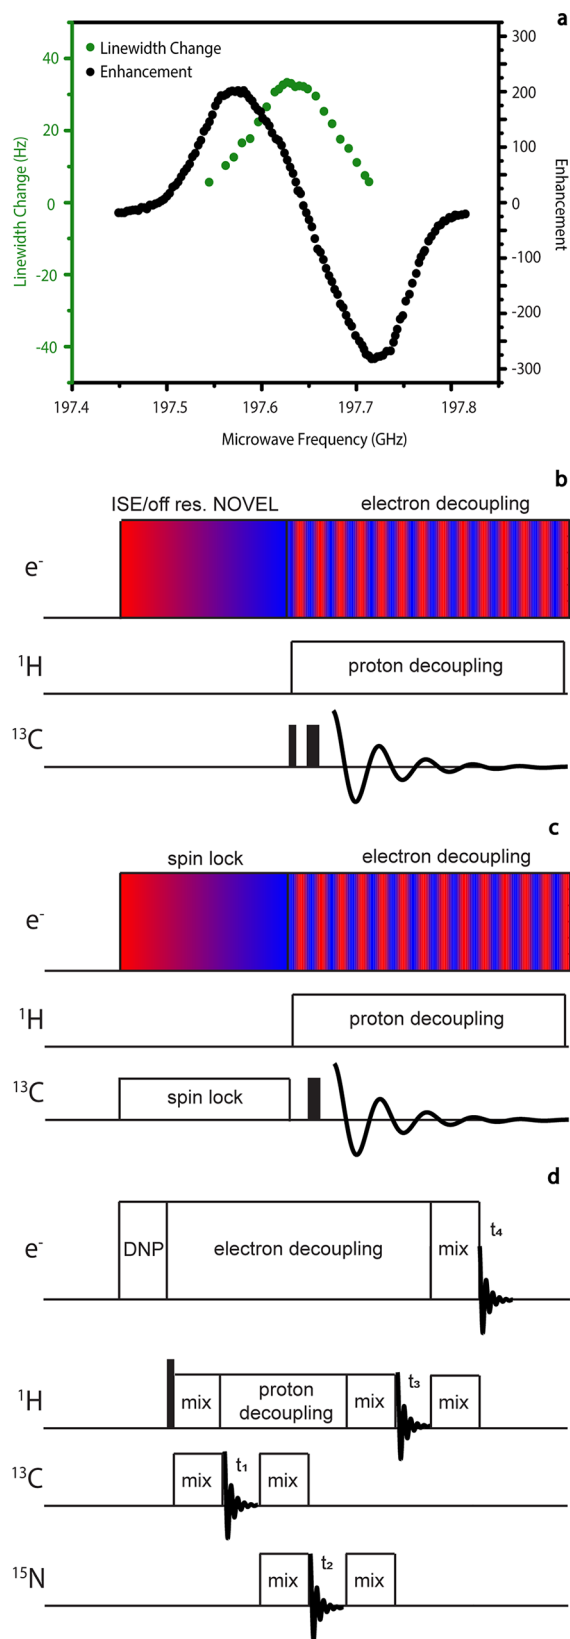 a
Linewidth Change
Enhancement
Linewidth Change (Hz)
40
20
0
-20
-40
300
200
100
0
-100
-200
-300
Enhancement
197.4 197.5 197.6 197.7 197.8
Microwave Frequency (GHz)
b
ISE/off res. NOVEL electron decoupling
e-
1H proton decoupling
13C
c
spin lock electron decoupling
e-
1H proton decoupling
13C spin lock
d
e- DNP electron decoupling mix t4
1H mix proton decoupling mix t3 mix
13C mix t1 mix
15N mix t2 mix